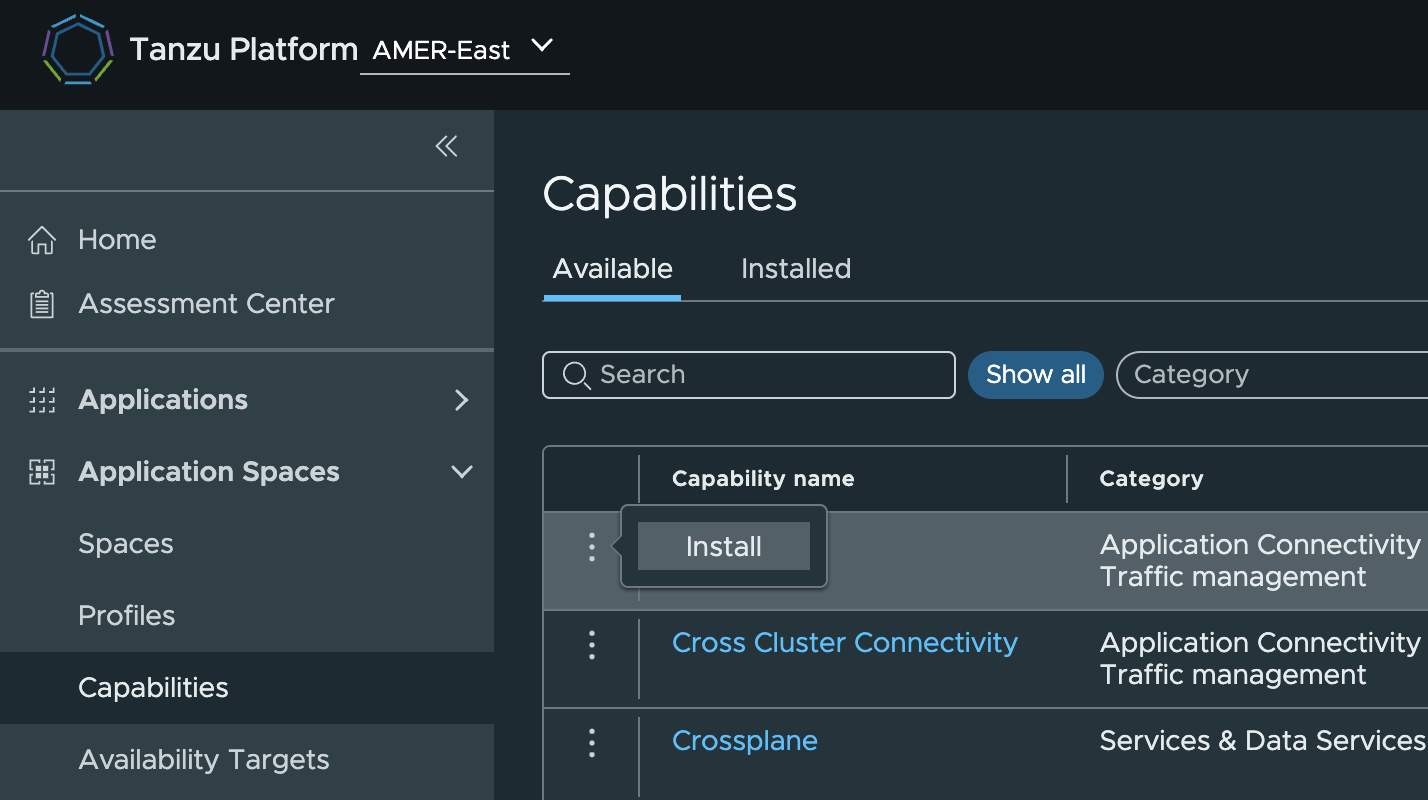 Tanzu Platform AMER-East
Home
Assessment Center
Applications
Application Spaces
Spaces
Profiles
Capabilities
Availability Targets
Capabilities
Available Installed
Search Show all Category
Capability name Category
Install Application Connectivity
Traffic management
Cross Cluster Connectivity Application Connectivity
Traffic management
Crossplane Services & Data Services